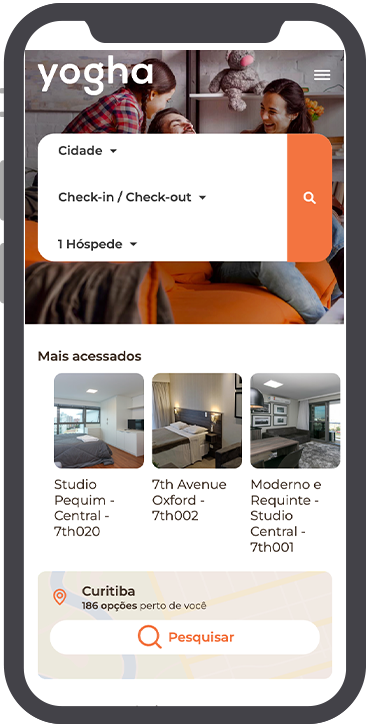 yogha
Cidade
Check-in / Check-out
1 Hóspede
Mais acessados
Studio
Pequim -
Central -
7th020
7th Avenue
Oxford -
7th002
Moderno e
Requinte -
Studio
Central -
7th001
Curitiba
186 opções perto de você
Pesquisar